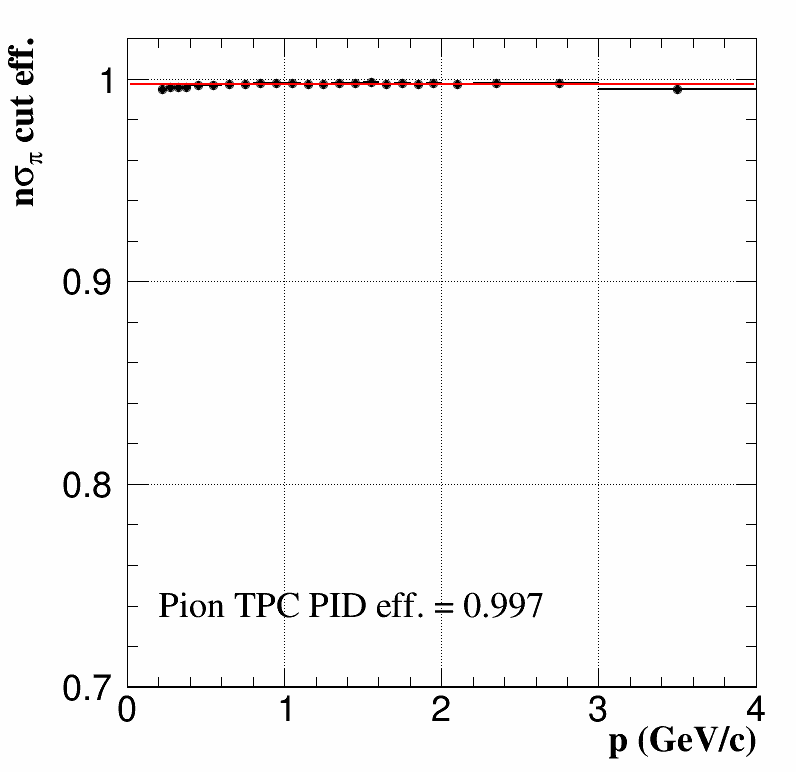 nσπ cut eff.
1
0.9
0.8
0.7
Pion TPC PID eff. = 0.997
0 1 2 3 4
p (GeV/c)